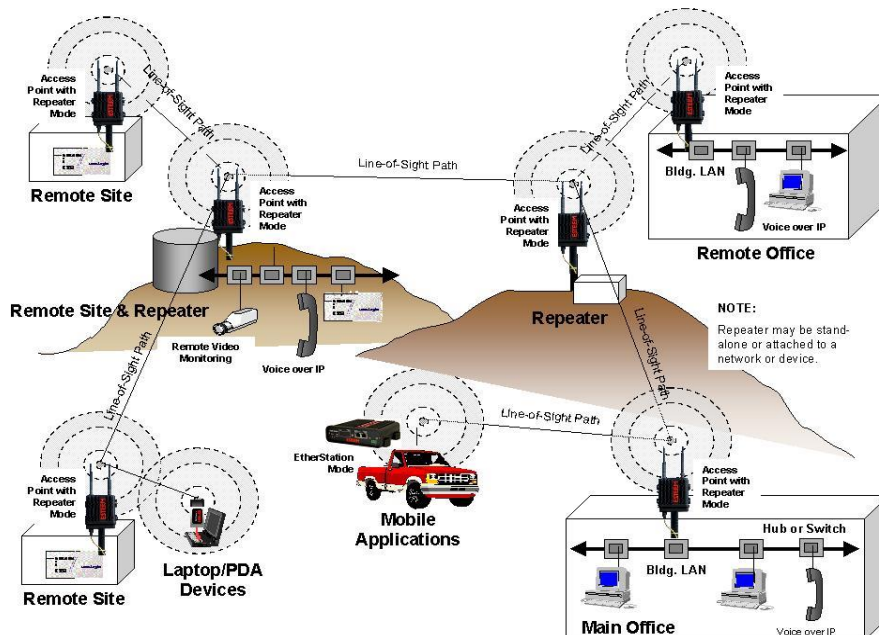 Access
Point with
Repeater
Mode
Remote Site
Line-of-Sight Path
Access
Point with
Repeater
Mode
Line-of-Sight Path
Access
Point with
Repeater
Mode
Line-of-Sight Path
Access
Point with
Repeater
Mode
Bldg. LAN
Voice over IP
Remote Office
Remote Site & Repeater
Remote Video
Monitoring
Voice over IP
Repeater
NOTE:
Repeater may be stand-
alone or attached to a
network or device.
Line-of-Sight Path
Line-of-Sight Path
Line-of-Sight Path
EtherStation
Mode
Mobile
Applications
Access
Point with
Repeater
Mode
Remote Site
Laptop/PDA
Devices
Access
Point with
Repeater
Mode
Hub or Switch
Bldg. LAN
Main Office
Voice over IP